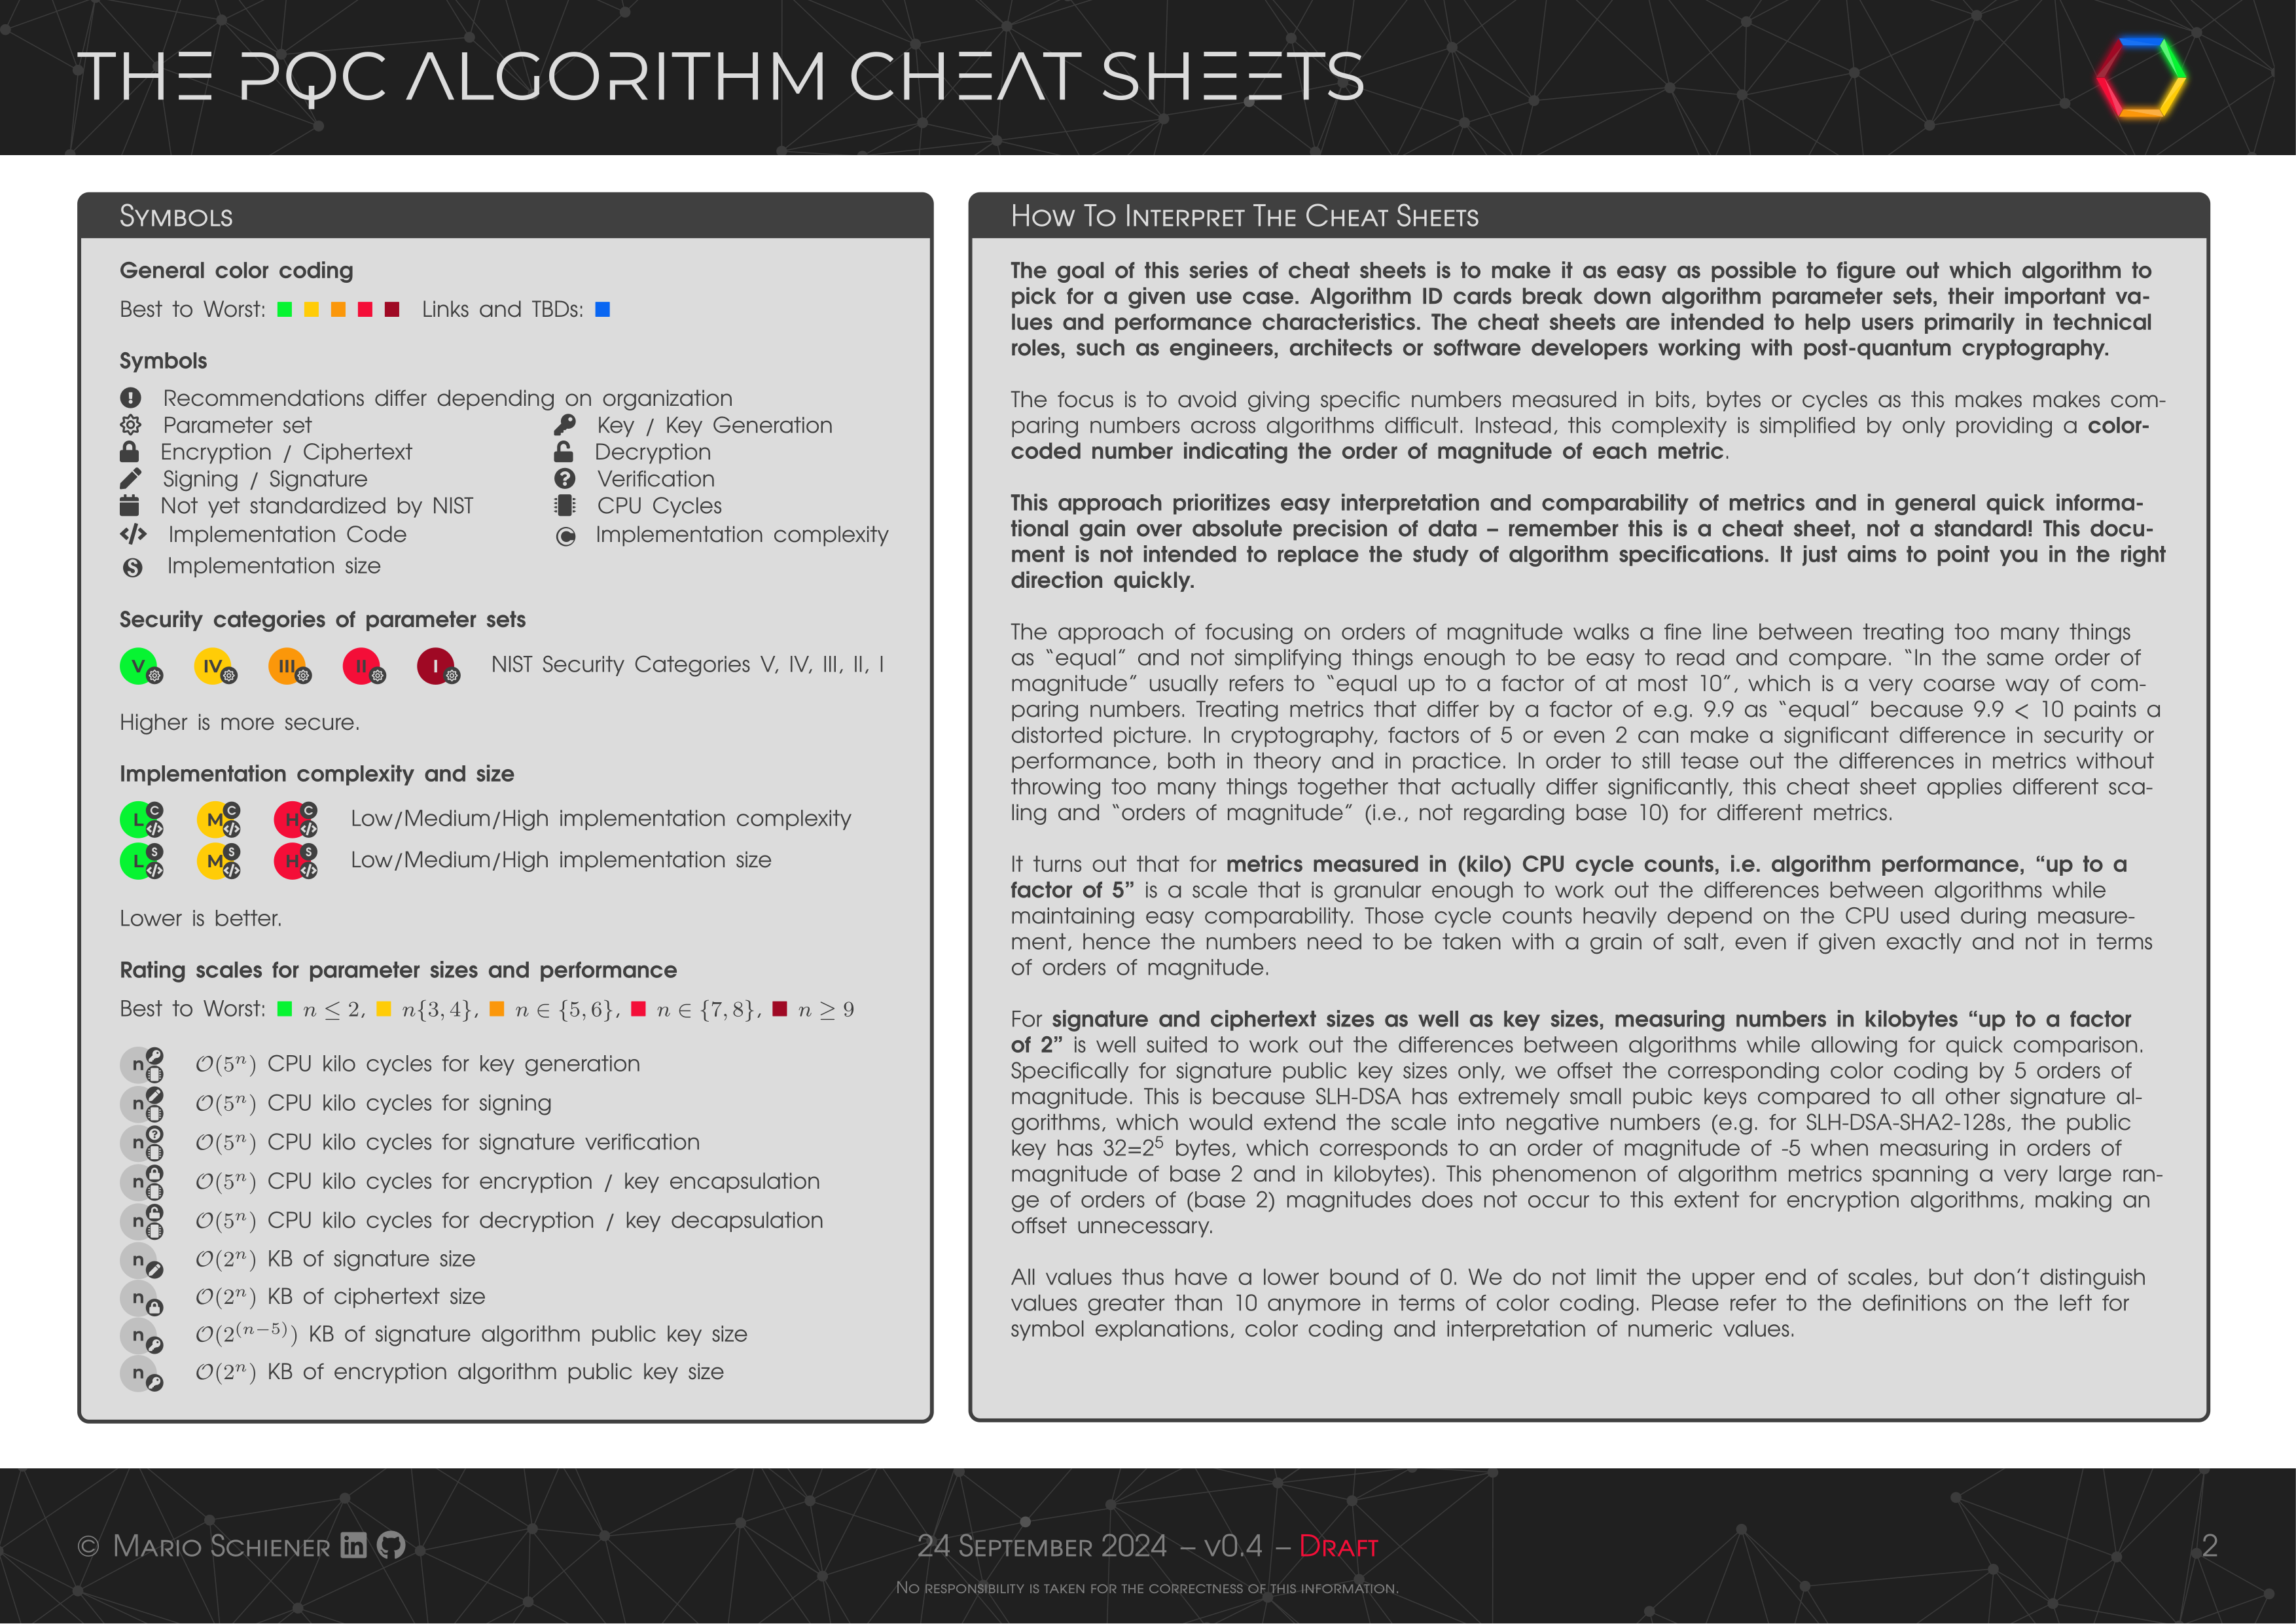 THE PQC ALGORITHM CHEAT SHEETS
Symbols
General color coding
Best to Worst: Links and TBDs:
Symbols
Recommendations differ depending on organization
Parameter set Key / Key Generation
Encryption / Ciphertext Decryption
Signing / Signature Verification
Not yet standardized by NIST CPU Cycles
Implementation Code Implementation complexity
Implementation size
Security categories of parameter sets
V IV III II I NIST Security Categories V, IV, III, II, I
Higher is more secure.
Implementation complexity and size
L C M C H C Low/Medium/High implementation complexity
L S M S H S Low/Medium/High implementation size
Lower is better.
Rating scales for parameter sizes and performance
Best to Worst: n ≤ 2, n{3, 4}, n ∈ {5, 6}, n ∈ {7, 8}, n ≥ 9
n O(5ⁿ) CPU kilo cycles for key generation
n O(5ⁿ) CPU kilo cycles for signing
n O(5ⁿ) CPU kilo cycles for signature verification
n O(5ⁿ) CPU kilo cycles for encryption / key encapsulation
n O(5ⁿ) CPU kilo cycles for decryption / key decapsulation
n O(2ⁿ) KB of signature size
n O(2ⁿ) KB of ciphertext size
n O(2⁽ⁿ⁻⁵⁾) KB of signature algorithm public key size
n O(2ⁿ) KB of encryption algorithm public key size
How To Interpret The Cheat Sheets
The goal of this series of cheat sheets is to make it as easy as possible to figure out which algorithm to
pick for a given use case. Algorithm ID cards break down algorithm parameter sets, their important va-
lues and performance characteristics. The cheat sheets are intended to help users primarily in technical
roles, such as engineers, architects or software developers working with post-quantum cryptography.
The focus is to avoid giving specific numbers measured in bits, bytes or cycles as this makes makes com-
paring numbers across algorithms difficult. Instead, this complexity is simplified by only providing a color-
coded number indicating the order of magnitude of each metric.
This approach prioritizes easy interpretation and comparability of metrics and in general quick informa-
tional gain over absolute precision of data – remember this is a cheat sheet, not a standard! This docu-
ment is not intended to replace the study of algorithm specifications. It just aims to point you in the right
direction quickly.
The approach of focusing on orders of magnitude walks a fine line between treating too many things
as “equal” and not simplifying things enough to be easy to read and compare. “In the same order of
magnitude” usually refers to “equal up to a factor of at most 10”, which is a very coarse way of com-
paring numbers. Treating metrics that differ by a factor of e.g. 9.9 as “equal” because 9.9 < 10 paints a
distorted picture. In cryptography, factors of 5 or even 2 can make a significant difference in security or
performance, both in theory and in practice. In order to still tease out the differences in metrics without
throwing too many things together that actually differ significantly, this cheat sheet applies different sca-
ling and “orders of magnitude” (i.e., not regarding base 10) for different metrics.
It turns out that for metrics measured in (kilo) CPU cycle counts, i.e. algorithm performance, “up to a
factor of 5” is a scale that is granular enough to work out the differences between algorithms while
maintaining easy comparability. Those cycle counts heavily depend on the CPU used during measure-
ment, hence the numbers need to be taken with a grain of salt, even if given exactly and not in terms
of orders of magnitude.
For signature and ciphertext sizes as well as key sizes, measuring numbers in kilobytes “up to a factor
of 2” is well suited to work out the differences between algorithms while allowing for quick comparison.
Specifically for signature public key sizes only, we offset the corresponding color coding by 5 orders of
magnitude. This is because SLH-DSA has extremely small pubic keys compared to all other signature al-
gorithms, which would extend the scale into negative numbers (e.g. for SLH-DSA-SHA2-128s, the public
key has 32=2⁵ bytes, which corresponds to an order of magnitude of -5 when measuring in orders of
magnitude of base 2 and in kilobytes). This phenomenon of algorithm metrics spanning a very large ran-
ge of orders of (base 2) magnitudes does not occur to this extent for encryption algorithms, making an
offset unnecessary.
All values thus have a lower bound of 0. We do not limit the upper end of scales, but don’t distinguish
values greater than 10 anymore in terms of color coding. Please refer to the definitions on the left for
symbol explanations, color coding and interpretation of numeric values.
© Mario Schiener in
24 September 2024 – v0.4 – Draft
2
No responsibility is taken for the correctness of this information.